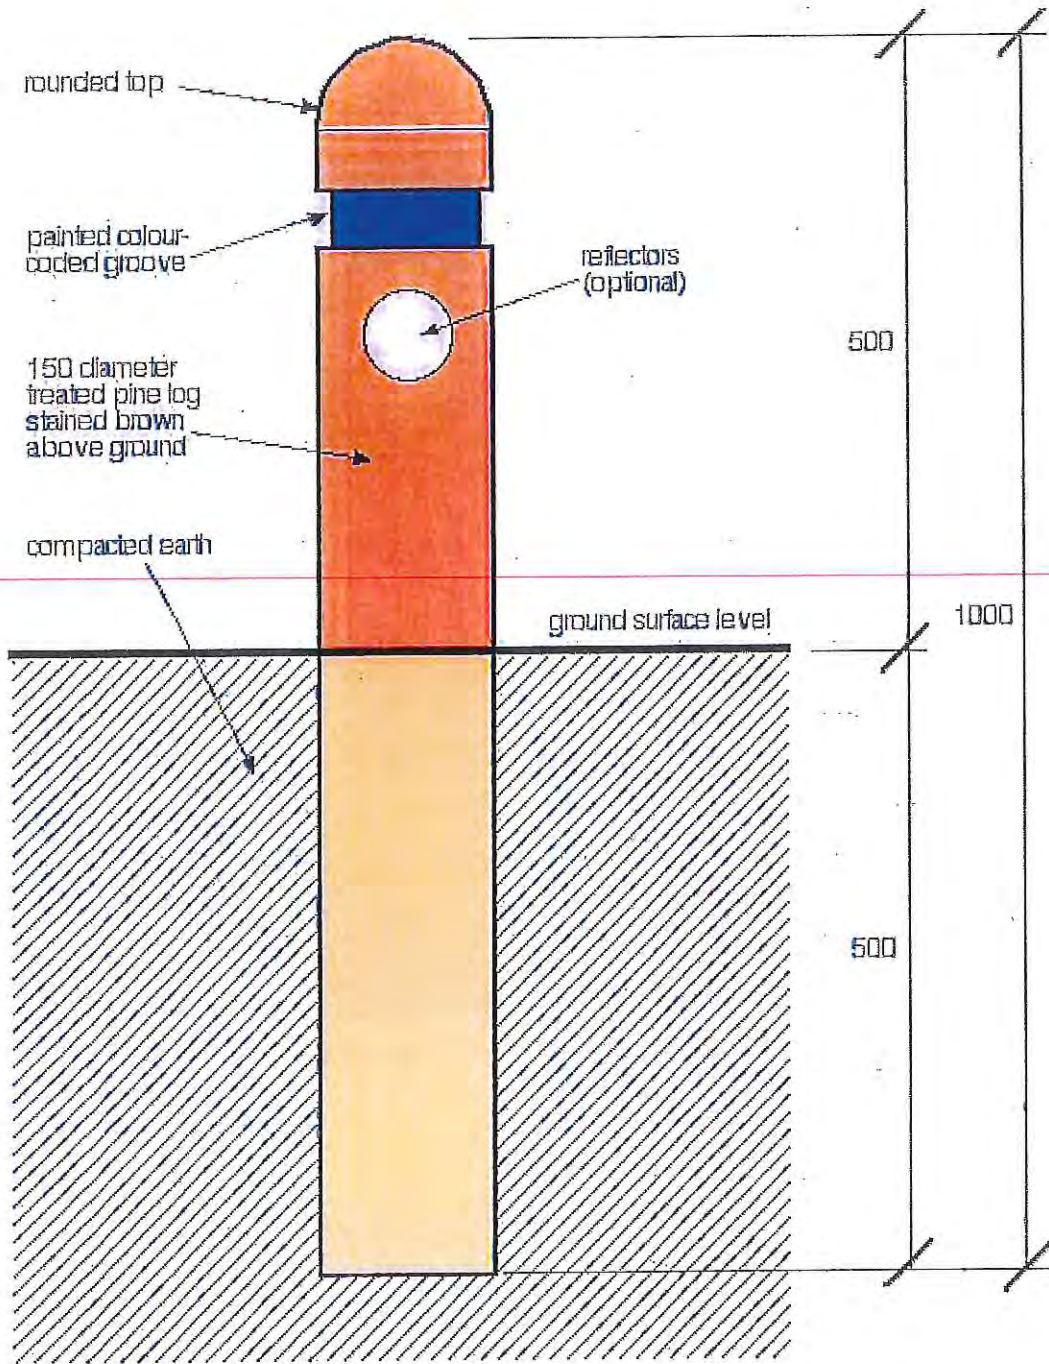 rounded top
painted colour-
coded groove
reflectors
(optional)
500
150 diameter
treated pine log
stained brown
above ground
compacted earth
ground surface level
1000
500